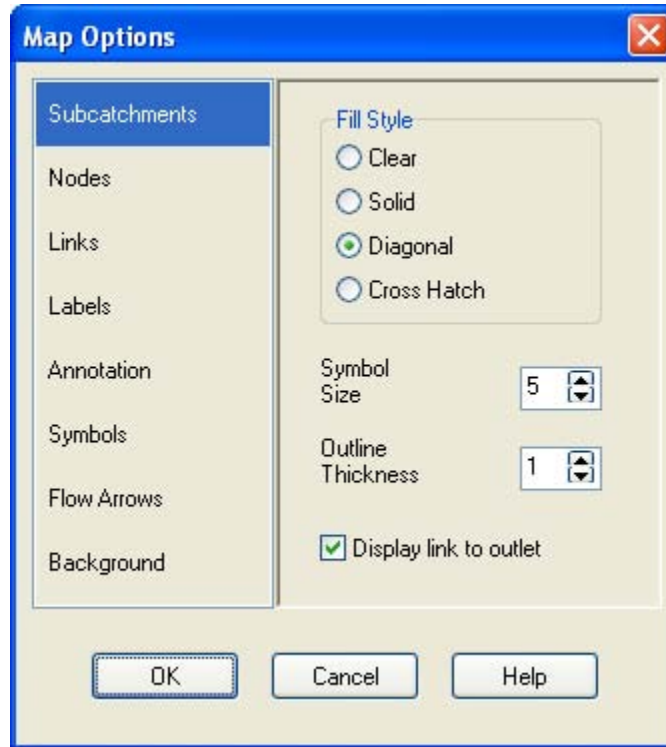 Map Options
Subcatchments
Nodes
Links
Labels
Annotation
Symbols
Flow Arrows
Background
Fill Style
Clear
Solid
Diagonal
Cross Hatch
Symbol
Size
5
Outline
Thickness
1
Display link to outlet
OK
Cancel
Help